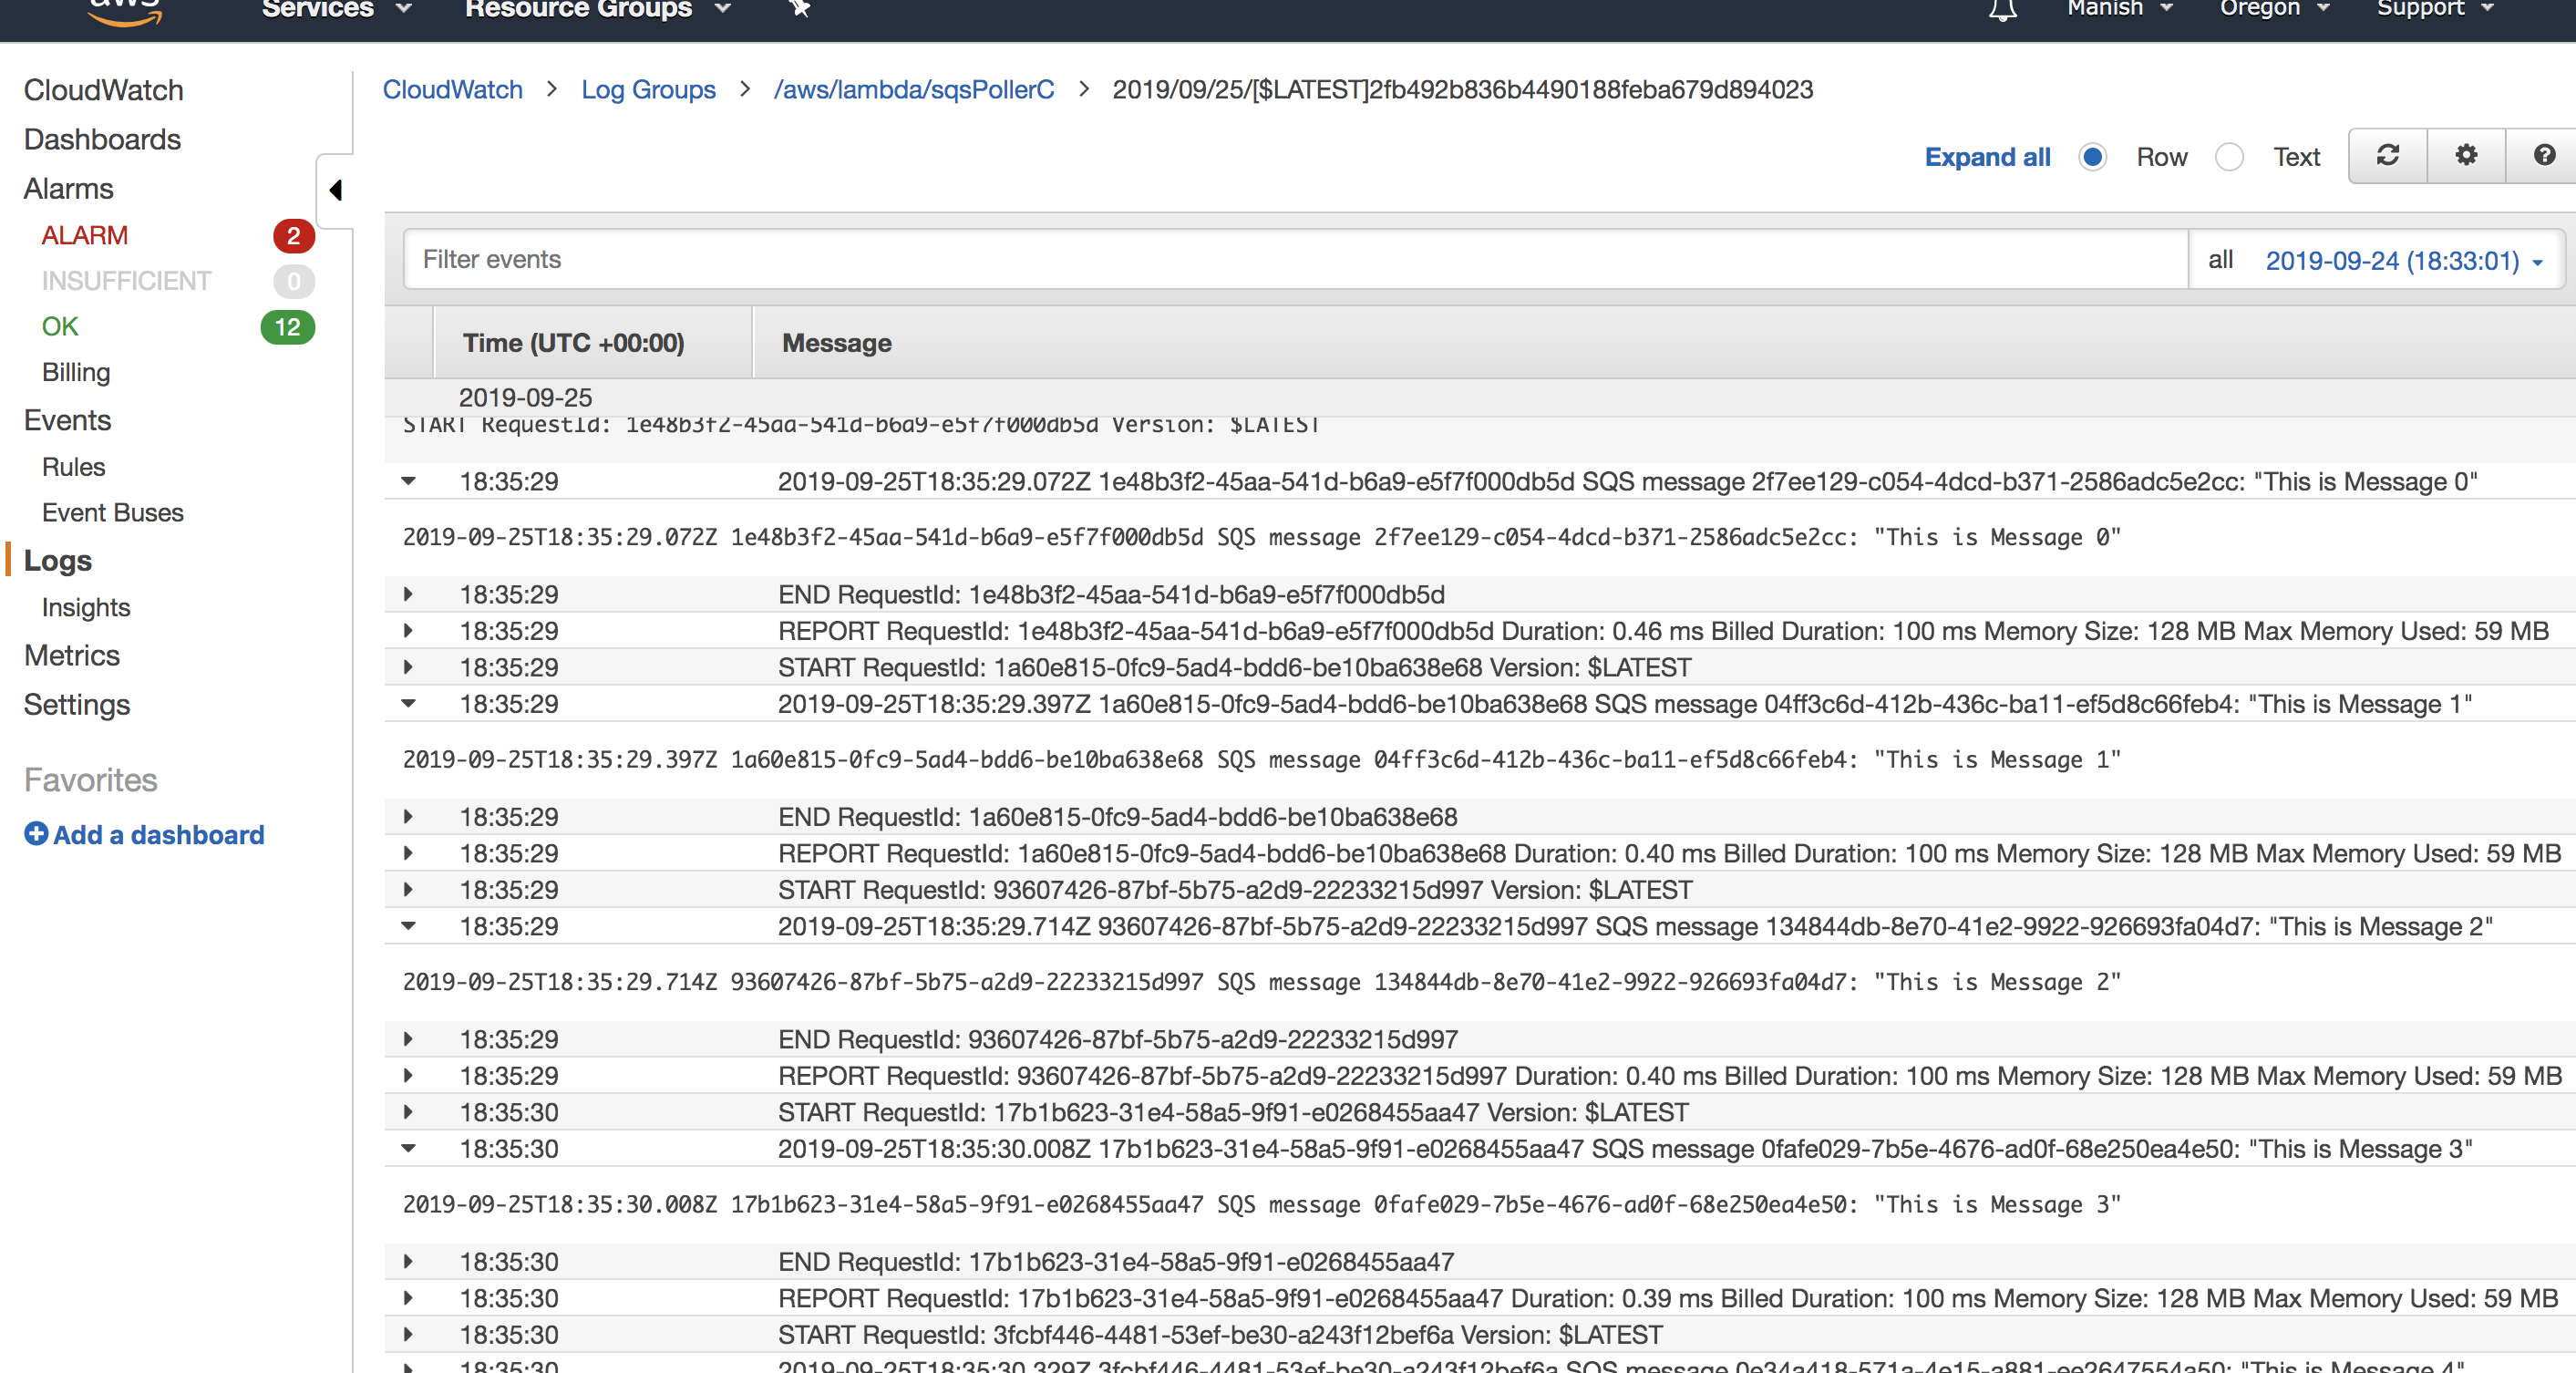 aws Services Resource Groups Manish Oregon Support
CloudWatch
Dashboards
Alarms
ALARM 2
INSUFFICIENT 0
OK 12
Billing
Events
Rules
Event Buses
Logs
Insights
Metrics
Settings
Favorites
Add a dashboard
CloudWatch > Log Groups > /aws/lambda/sqsPollerC > 2019/09/25/[$LATEST]2fb492b836b4490188feba679d894023
Expand all Row Text
Filter events all 2019-09-24 (18:33:01)
Time (UTC +00:00) Message
2019-09-25
START RequestId: 1e48b3f2-45aa-541d-b6a9-e5f7f000db5d Version: $LATEST
18:35:29 2019-09-25T18:35:29.072Z 1e48b3f2-45aa-541d-b6a9-e5f7f000db5d SQS message 2f7ee129-c054-4dcd-b371-2586adc5e2cc: "This is Message 0"
2019-09-25T18:35:29.072Z 1e48b3f2-45aa-541d-b6a9-e5f7f000db5d SQS message 2f7ee129-c054-4dcd-b371-2586adc5e2cc: "This is Message 0"
18:35:29 END RequestId: 1e48b3f2-45aa-541d-b6a9-e5f7f000db5d
18:35:29 REPORT RequestId: 1e48b3f2-45aa-541d-b6a9-e5f7f000db5d Duration: 0.46 ms Billed Duration: 100 ms Memory Size: 128 MB Max Memory Used: 59 MB
18:35:29 START RequestId: 1a60e815-0fc9-5ad4-bdd6-be10ba638e68 Version: $LATEST
18:35:29 2019-09-25T18:35:29.397Z 1a60e815-0fc9-5ad4-bdd6-be10ba638e68 SQS message 04ff3c6d-412b-436c-ba11-ef5d8c66feb4: "This is Message 1"
2019-09-25T18:35:29.397Z 1a60e815-0fc9-5ad4-bdd6-be10ba638e68 SQS message 04ff3c6d-412b-436c-ba11-ef5d8c66feb4: "This is Message 1"
18:35:29 END RequestId: 1a60e815-0fc9-5ad4-bdd6-be10ba638e68
18:35:29 REPORT RequestId: 1a60e815-0fc9-5ad4-bdd6-be10ba638e68 Duration: 0.40 ms Billed Duration: 100 ms Memory Size: 128 MB Max Memory Used: 59 MB
18:35:29 START RequestId: 93607426-87bf-5b75-a2d9-22233215d997 Version: $LATEST
18:35:29 2019-09-25T18:35:29.714Z 93607426-87bf-5b75-a2d9-22233215d997 SQS message 134844db-8e70-41e2-9922-926693fa04d7: "This is Message 2"
2019-09-25T18:35:29.714Z 93607426-87bf-5b75-a2d9-22233215d997 SQS message 134844db-8e70-41e2-9922-926693fa04d7: "This is Message 2"
18:35:29 END RequestId: 93607426-87bf-5b75-a2d9-22233215d997
18:35:29 REPORT RequestId: 93607426-87bf-5b75-a2d9-22233215d997 Duration: 0.40 ms Billed Duration: 100 ms Memory Size: 128 MB Max Memory Used: 59 MB
18:35:30 START RequestId: 17b1b623-31e4-58a5-9f91-e0268455aa47 Version: $LATEST
18:35:30 2019-09-25T18:35:30.008Z 17b1b623-31e4-58a5-9f91-e0268455aa47 SQS message 0fafe029-7b5e-4676-ad0f-68e250ea4e50: "This is Message 3"
2019-09-25T18:35:30.008Z 17b1b623-31e4-58a5-9f91-e0268455aa47 SQS message 0fafe029-7b5e-4676-ad0f-68e250ea4e50: "This is Message 3"
18:35:30 END RequestId: 17b1b623-31e4-58a5-9f91-e0268455aa47
18:35:30 REPORT RequestId: 17b1b623-31e4-58a5-9f91-e0268455aa47 Duration: 0.39 ms Billed Duration: 100 ms Memory Size: 128 MB Max Memory Used: 59 MB
18:35:30 START RequestId: 3fcbf446-4481-53ef-be30-a243f12bef6a Version: $LATEST
18:35:30 2019-09-25T18:35:30.329Z 3fcbf446-4481-53ef-be30-a243f12bef6a SQS message 0e34a418-571a-4e15-a881-ee2647554a50: "This is Message 4"